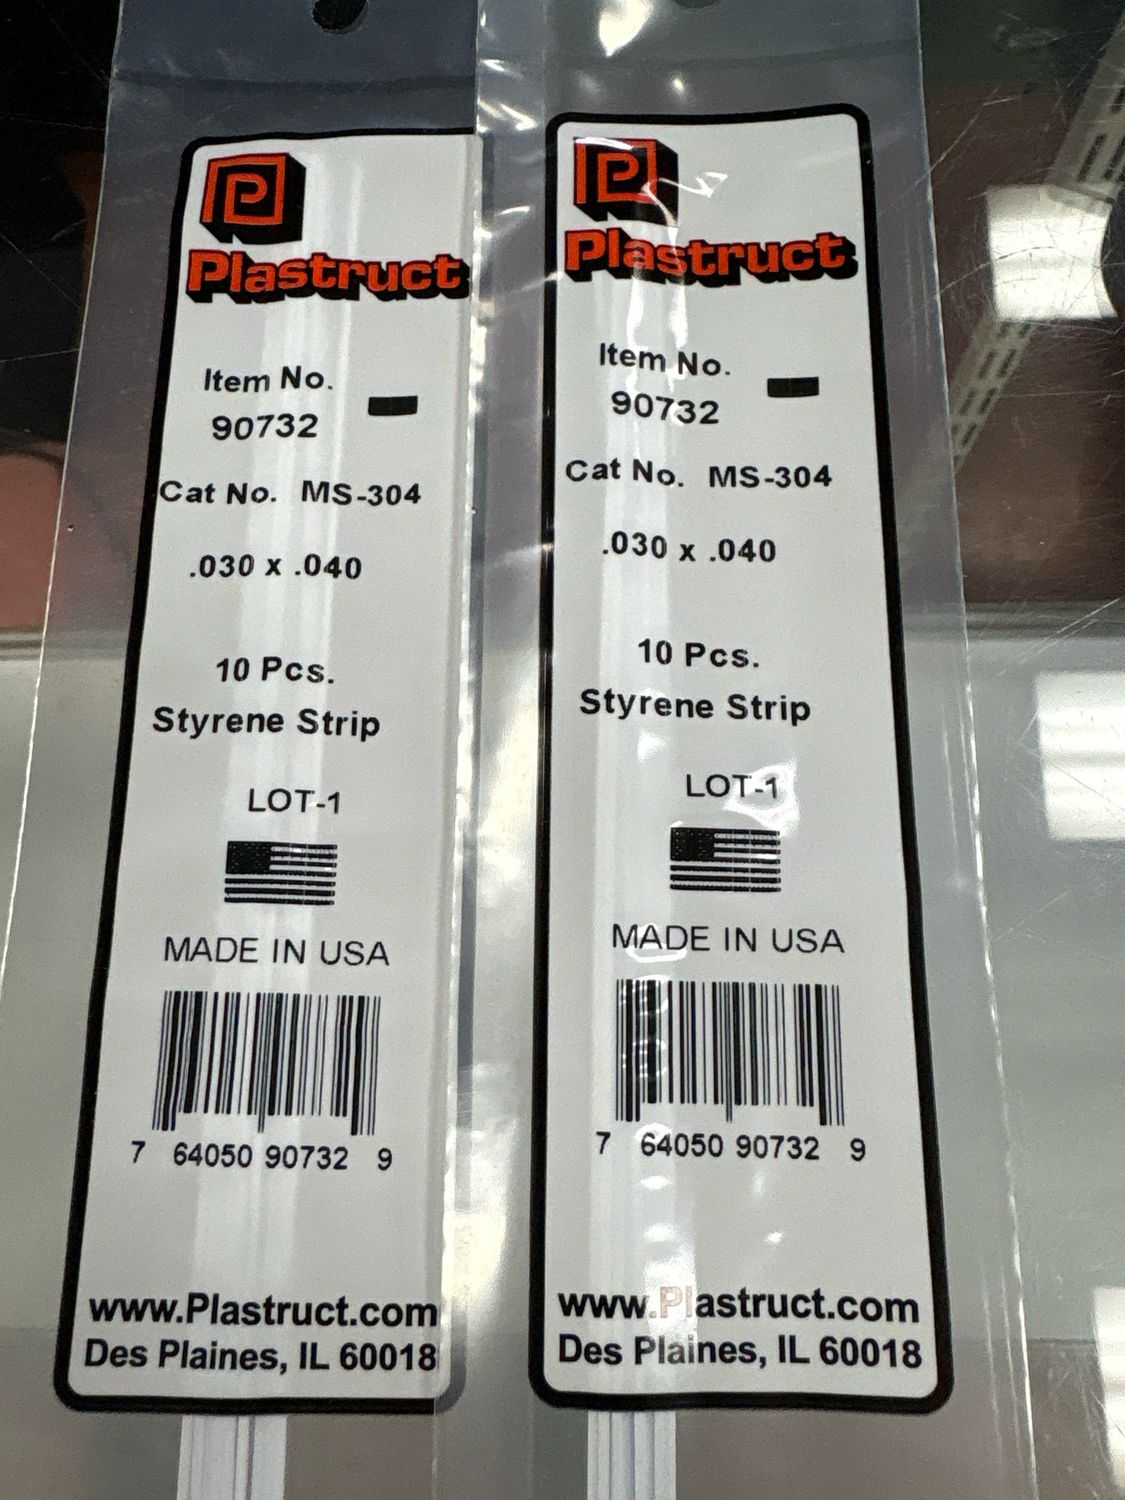 P
Plastruct
Item No.
90732
Cat No. MS-304
.030 x .040
10 Pcs.
Styrene Strip
LOT-1
MADE IN USA
7 64050 90732 9
www.Plastruct.com
Des Plaines, IL 60018
P
Plastruct
Item No.
90732
Cat No. MS-304
.030 x .040
10 Pcs.
Styrene Strip
LOT-1
MADE IN USA
7 64050 90732 9
www.Plastruct.com
Des Plaines, IL 60018